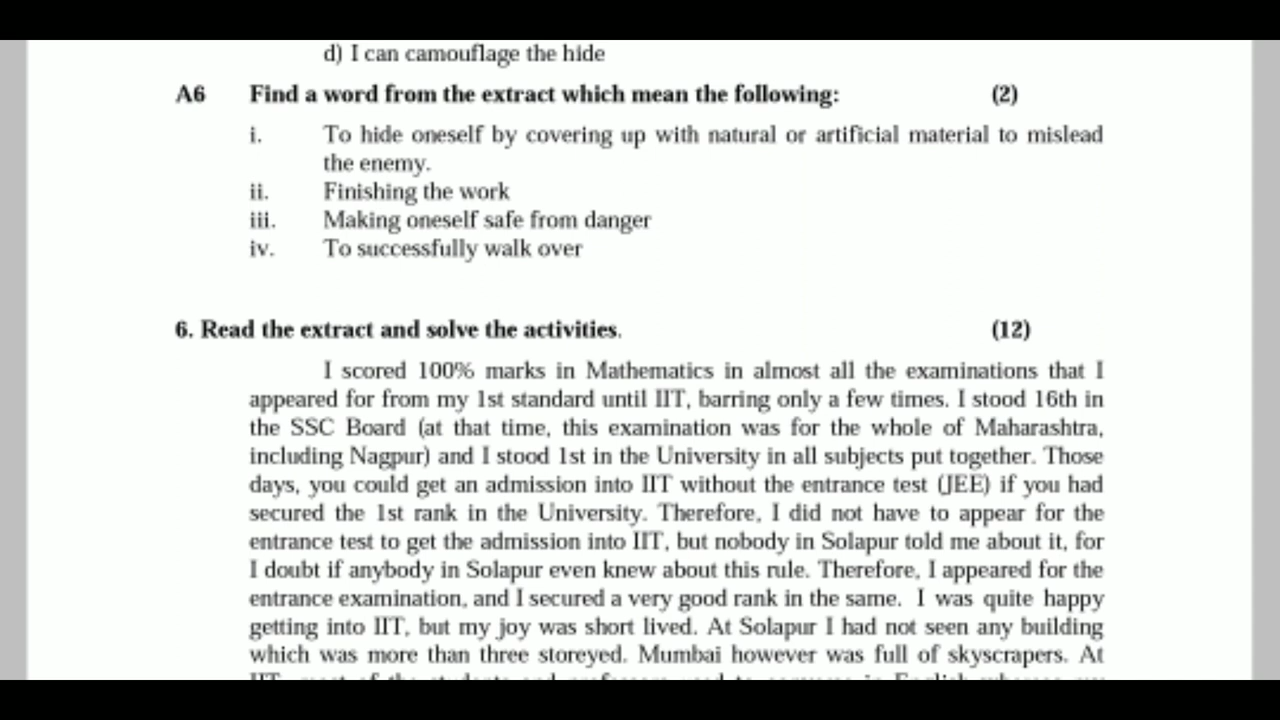 d) I can camouflage the hide
A6 Find a word from the extract which mean the following: (2)
i. To hide oneself by covering up with natural or artificial material to mislead
the enemy.
ii. Finishing the work
iii. Making oneself safe from danger
iv. To successfully walk over
6. Read the extract and solve the activities. (12)
I scored 100% marks in Mathematics in almost all the examinations that I
appeared for from my 1st standard until IIT, barring only a few times. I stood 16th in
the SSC Board (at that time, this examination was for the whole of Maharashtra,
including Nagpur) and I stood 1st in the University in all subjects put together. Those
days, you could get an admission into IIT without the entrance test (JEE) if you had
secured the 1st rank in the University. Therefore, I did not have to appear for the
entrance test to get the admission into IIT, but nobody in Solapur told me about it, for
I doubt if anybody in Solapur even knew about this rule. Therefore, I appeared for the
entrance examination, and I secured a very good rank in the same. I was quite happy
getting into IIT, but my joy was short lived. At Solapur I had not seen any building
which was more than three storeyed. Mumbai however was full of skyscrapers. At